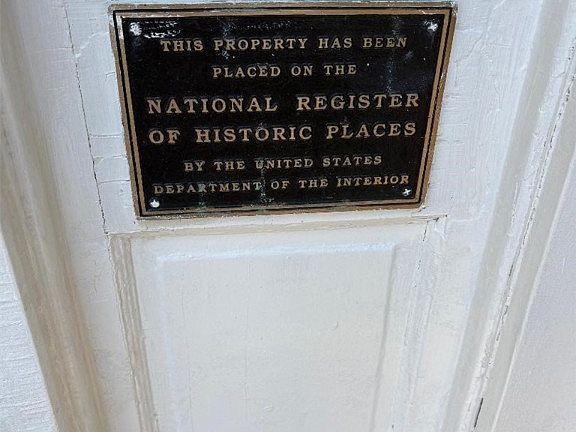 THIS PROPERTY HAS BEEN
PLACED ON THE
NATIONAL REGISTER
OF HISTORIC PLACES
BY THE UNITED STATES
DEPARTMENT OF THE INTERIOR